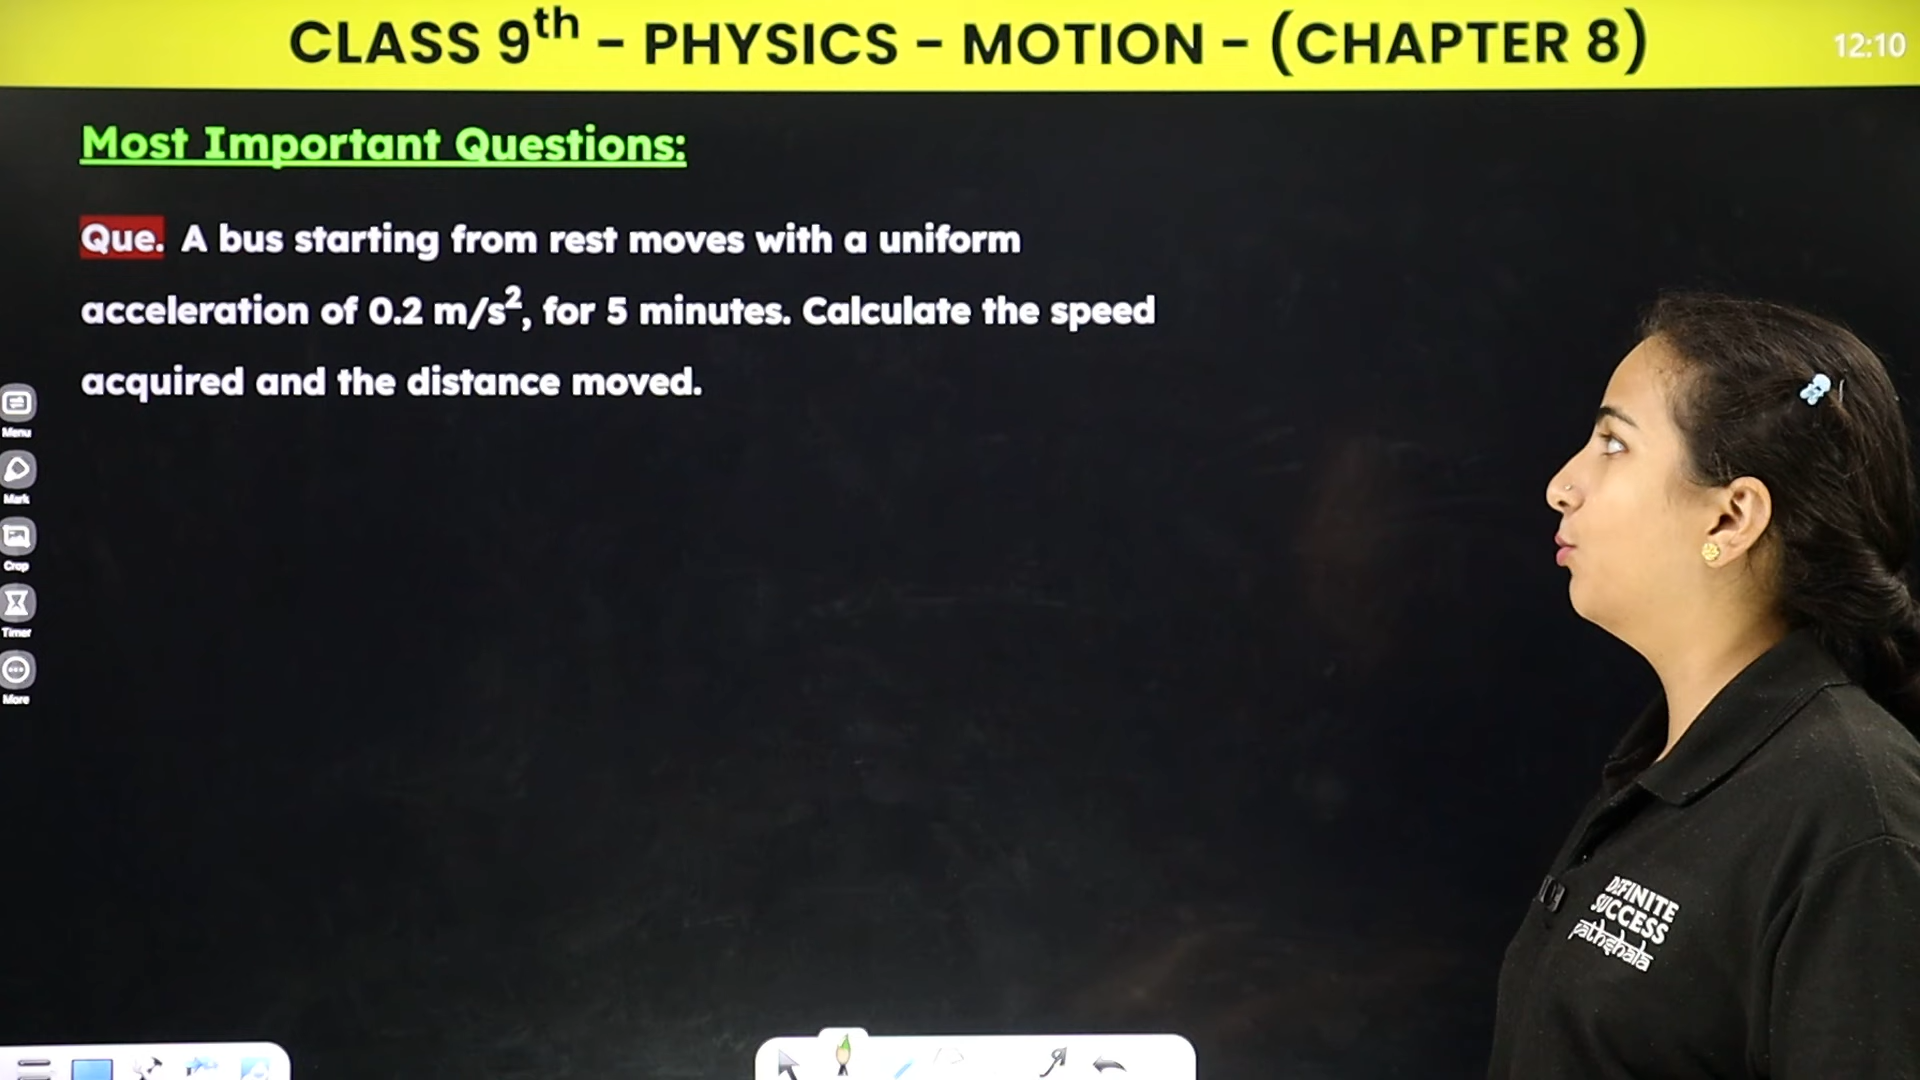 CLASS 9th - PHYSICS - MOTION - (CHAPTER 8)
12:10
Most Important Questions:
Que. A bus starting from rest moves with a uniform
acceleration of 0.2 m/s², for 5 minutes. Calculate the speed
acquired and the distance moved.
Menu
Mark
Crop
Timer
More
DEFINITE
SUCCESS
pathshala